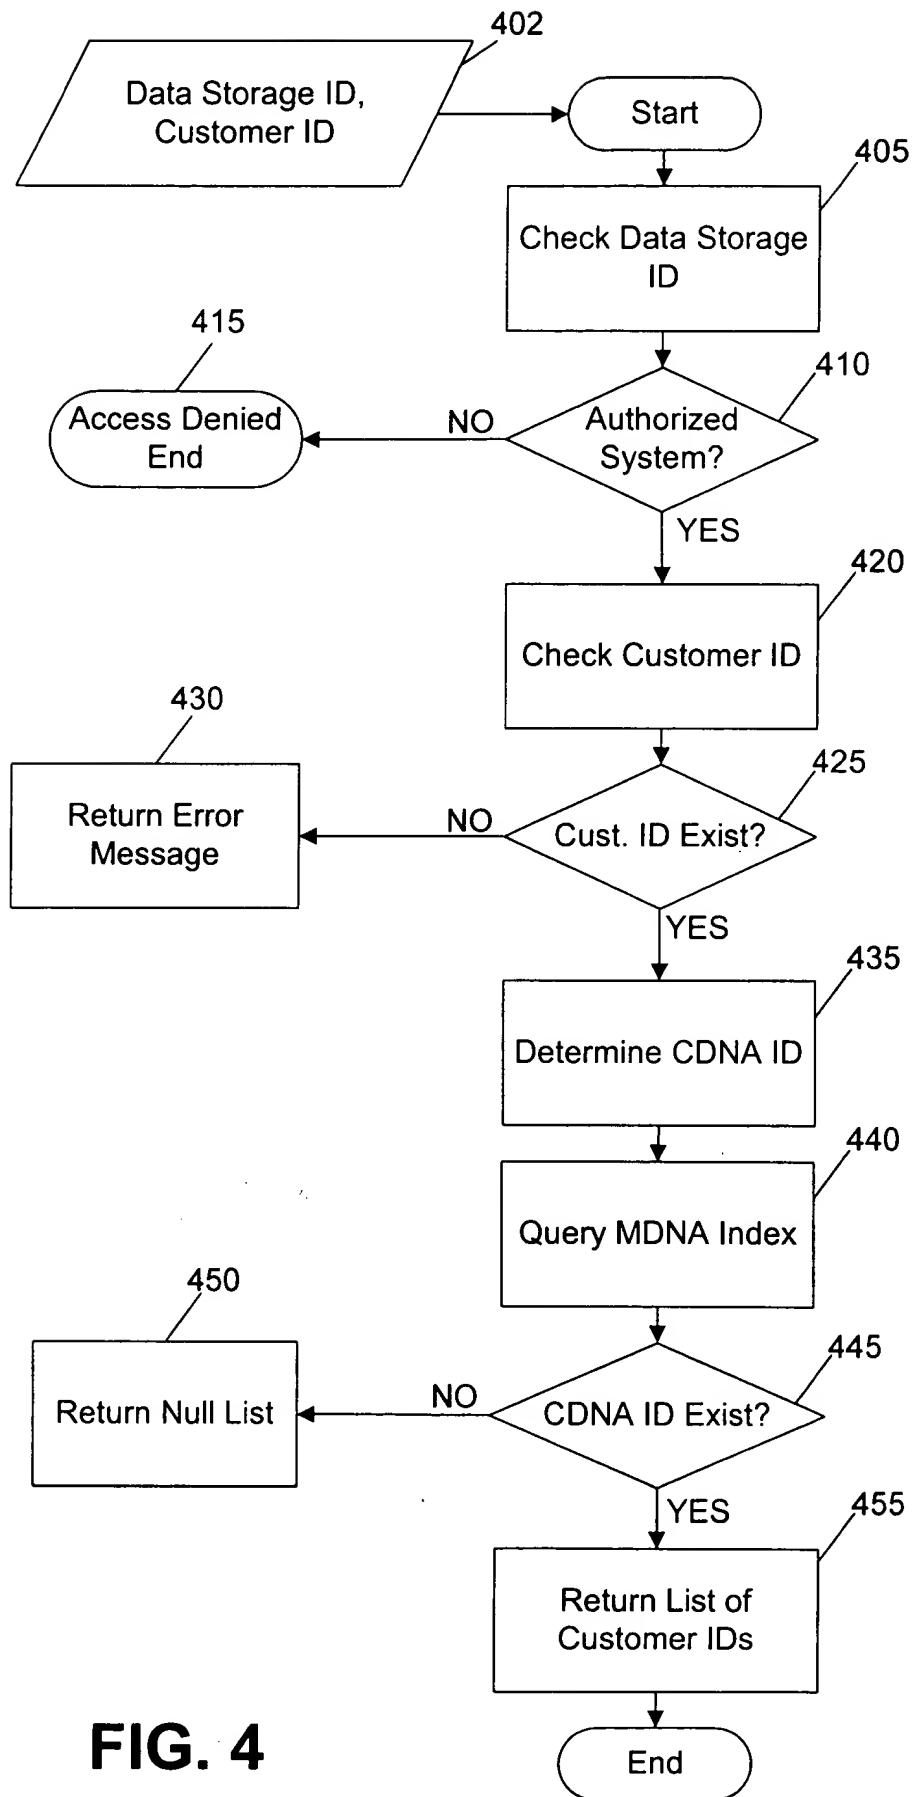 402
Data Storage ID,
Customer ID
Start
405
Check Data Storage
ID
415
410
Access Denied
End
NO
Authorized
System?
YES
420
Check Customer ID
430
425
Return Error
Message
NO
Cust. ID Exist?
YES
435
Determine CDNA ID
440
Query MDNA Index
450
445
Return Null List
NO
CDNA ID Exist?
YES
455
Return List of
Customer IDs
FIG. 4
End